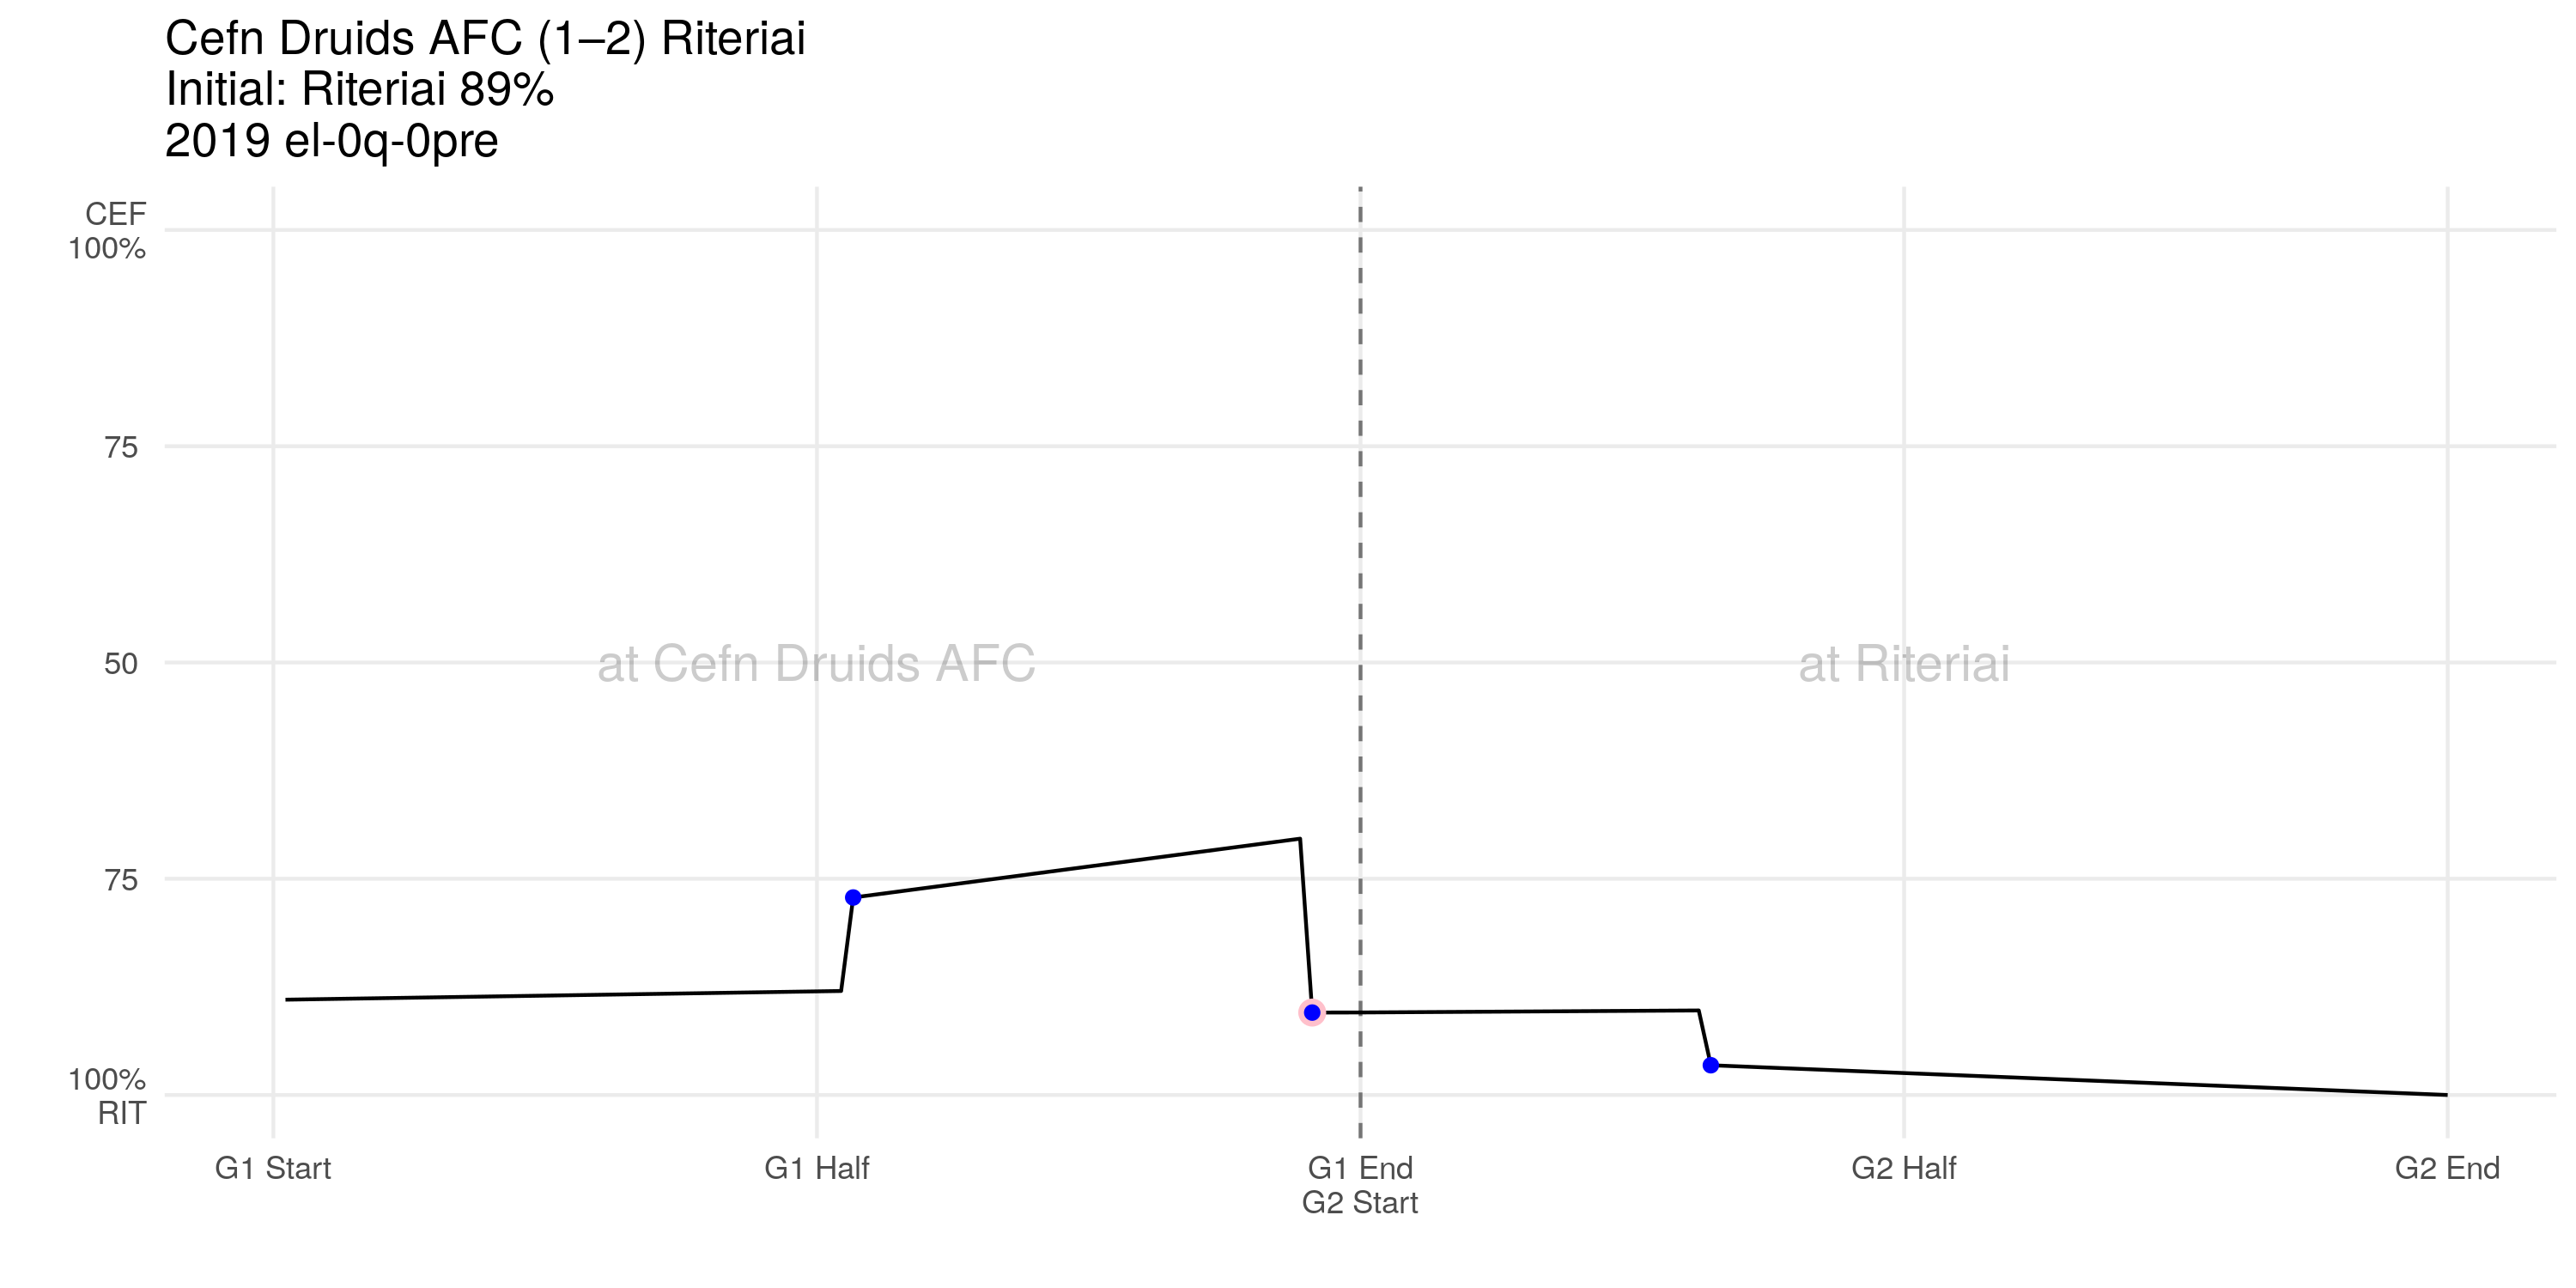 Cefn Druids AFC (1–2) Riteriai
Initial: Riteriai 89%
2019 el-0q-0pre
CEF
100%
75
50
75
100%
RIT
at Cefn Druids AFC
at Riteriai
G1 Start
G1 Half
G1 End
G2 Start
G2 Half
G2 End